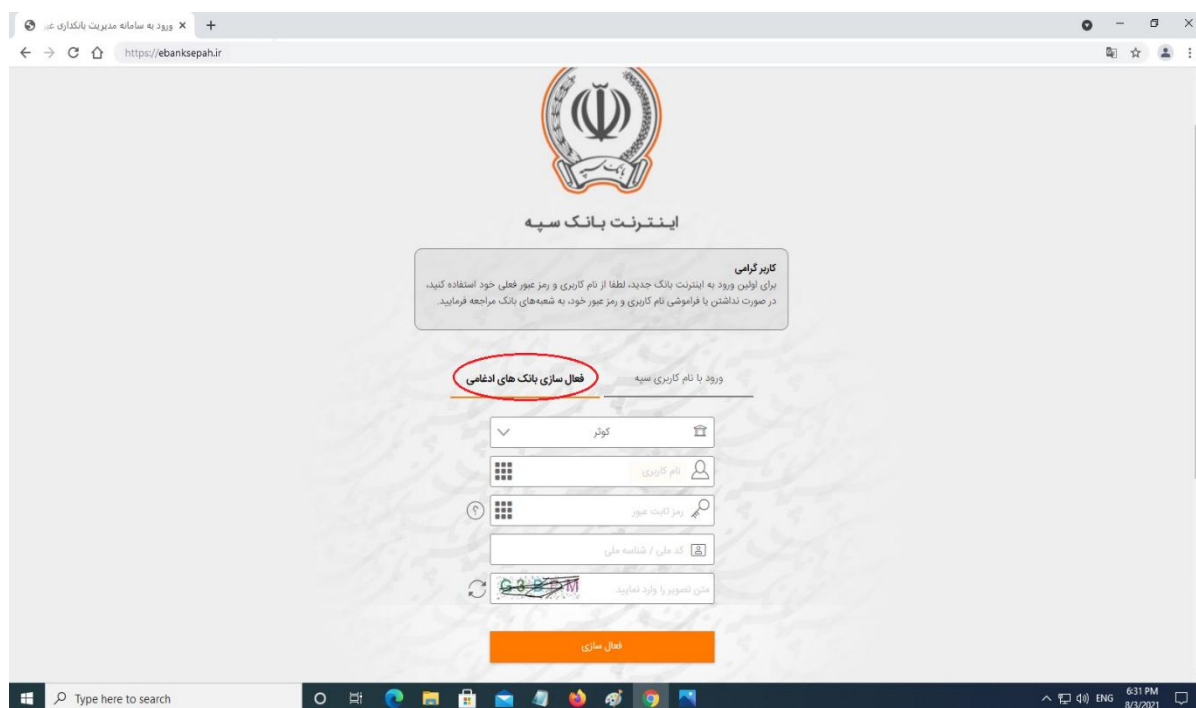 ورود به سامانه مدیریت بانکداری غیر
https://ebanksepah.ir
بانک سپه
اینترنت بانک سپه
کاربر گرامی
برای اولین ورود به اینترنت بانک جدید، لطفا از نام کاربری و رمز عبور فعلی خود استفاده کنید،
در صورت نداشتن یا فراموشی نام کاربری و رمز عبور خود، به شعبه‌های بانک مراجعه فرمایید.
ورود با نام کاربری سپه
فعال سازی بانک های ادغامی
کوثر
نام کاربری
رمز ثابت عبور
کد ملی / شناسه ملی
متن تصویر را وارد نمایید
فعال سازی
Type here to search
ENG
6:31 PM
8/3/2021